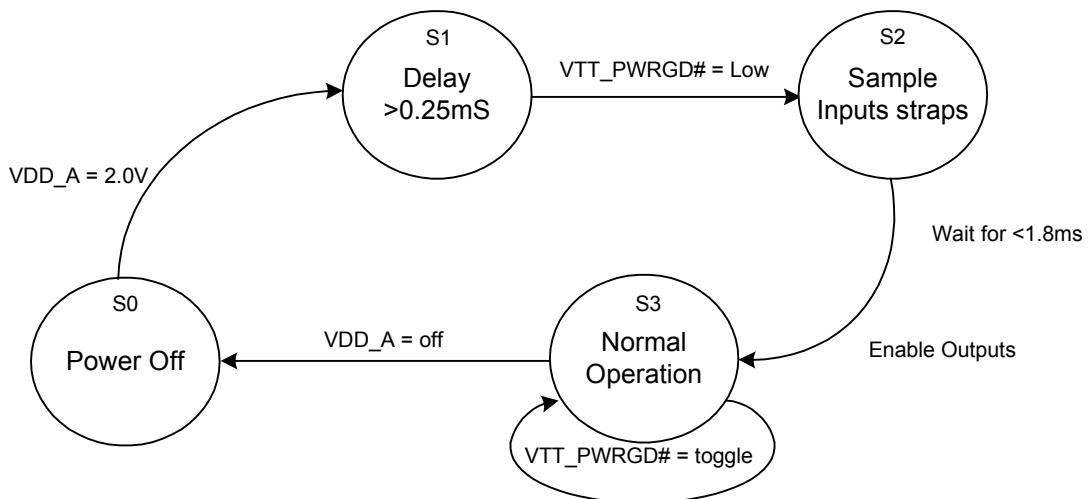 S1
Delay
>0.25mS
VTT_PWRGD# = Low
S2
Sample
Inputs straps
VDD_A = 2.0V
Wait for <1.8ms
S0
Power Off
VDD_A = off
S3
Normal
Operation
Enable Outputs
VTT_PWRGD# = toggle